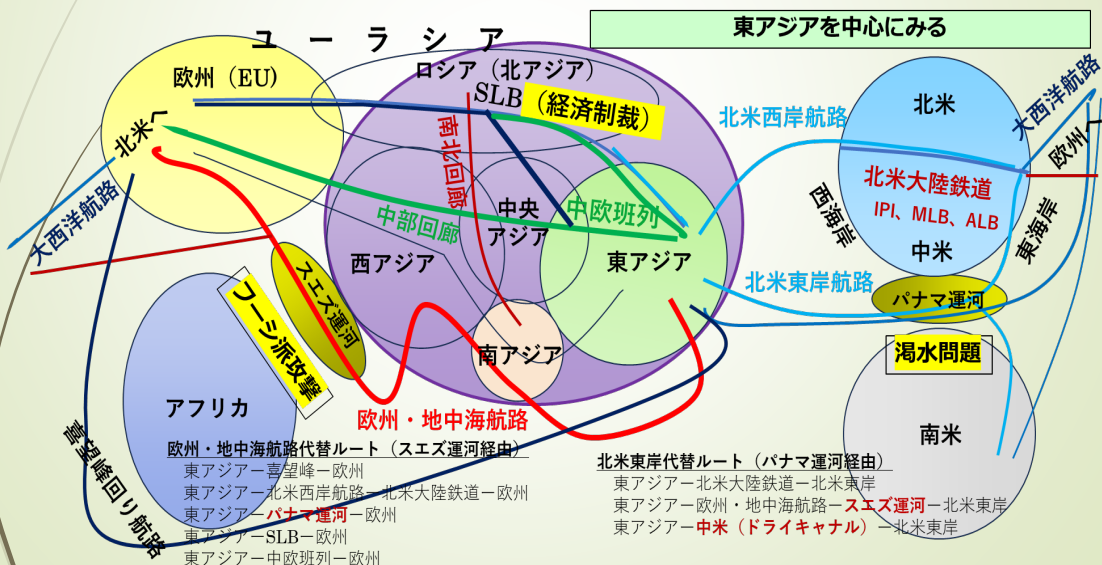 東アジアを中心にみる
ユーラシア
欧州（EU）
ロシア（北アジア）
SLB（経済制裁）
北米へ
大西洋航路
南北回廊
中部回廊
中央
アジア
中欧班列
西アジア
東アジア
南アジア
スエズ運河
フーシ派攻撃
アフリカ
喜望峰回り航路
欧州・地中海航路
北米西岸航路
北米東岸航路
北米
北米大陸鉄道
IPI、MLB、ALB
中米
西海岸
東海岸
大西洋航路
欧州へ
パナマ運河
渇水問題
南米
欧州・地中海航路代替ルート（スエズ運河経由）
東アジアー喜望峰ー欧州
東アジアー北米西岸航路ー北米大陸鉄道ー欧州
東アジアーパナマ運河ー欧州
東アジアーSLBー欧州
東アジアー中欧班列ー欧州
北米東岸代替ルート（パナマ運河経由）
東アジアー北米大陸鉄道ー北米東岸
東アジアー欧州・地中海航路ースエズ運河ー北米東岸
東アジアー中米（ドライキャナル）ー北米東岸